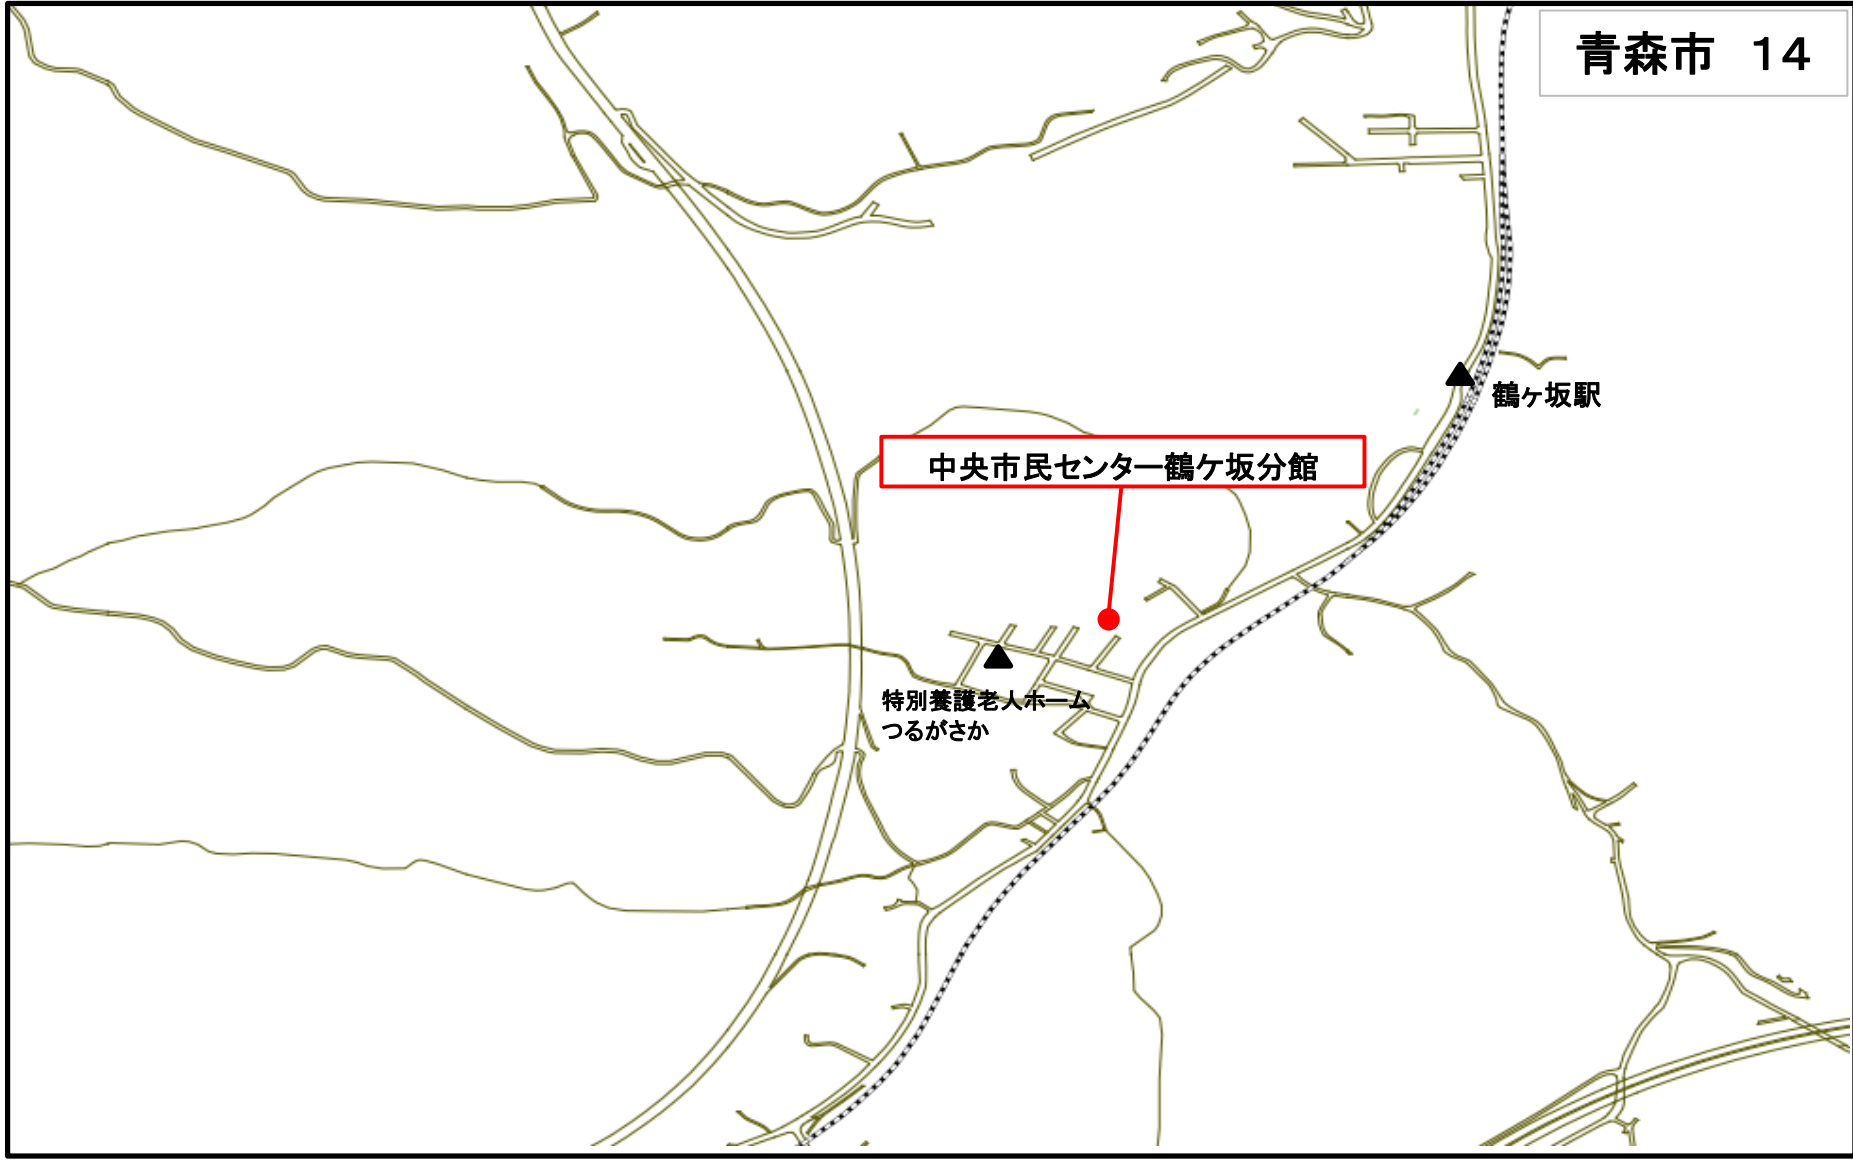 青森市　14
鶴ヶ坂駅
中央市民センター鶴ケ坂分館
特別養護老人ホーム
つるがさか